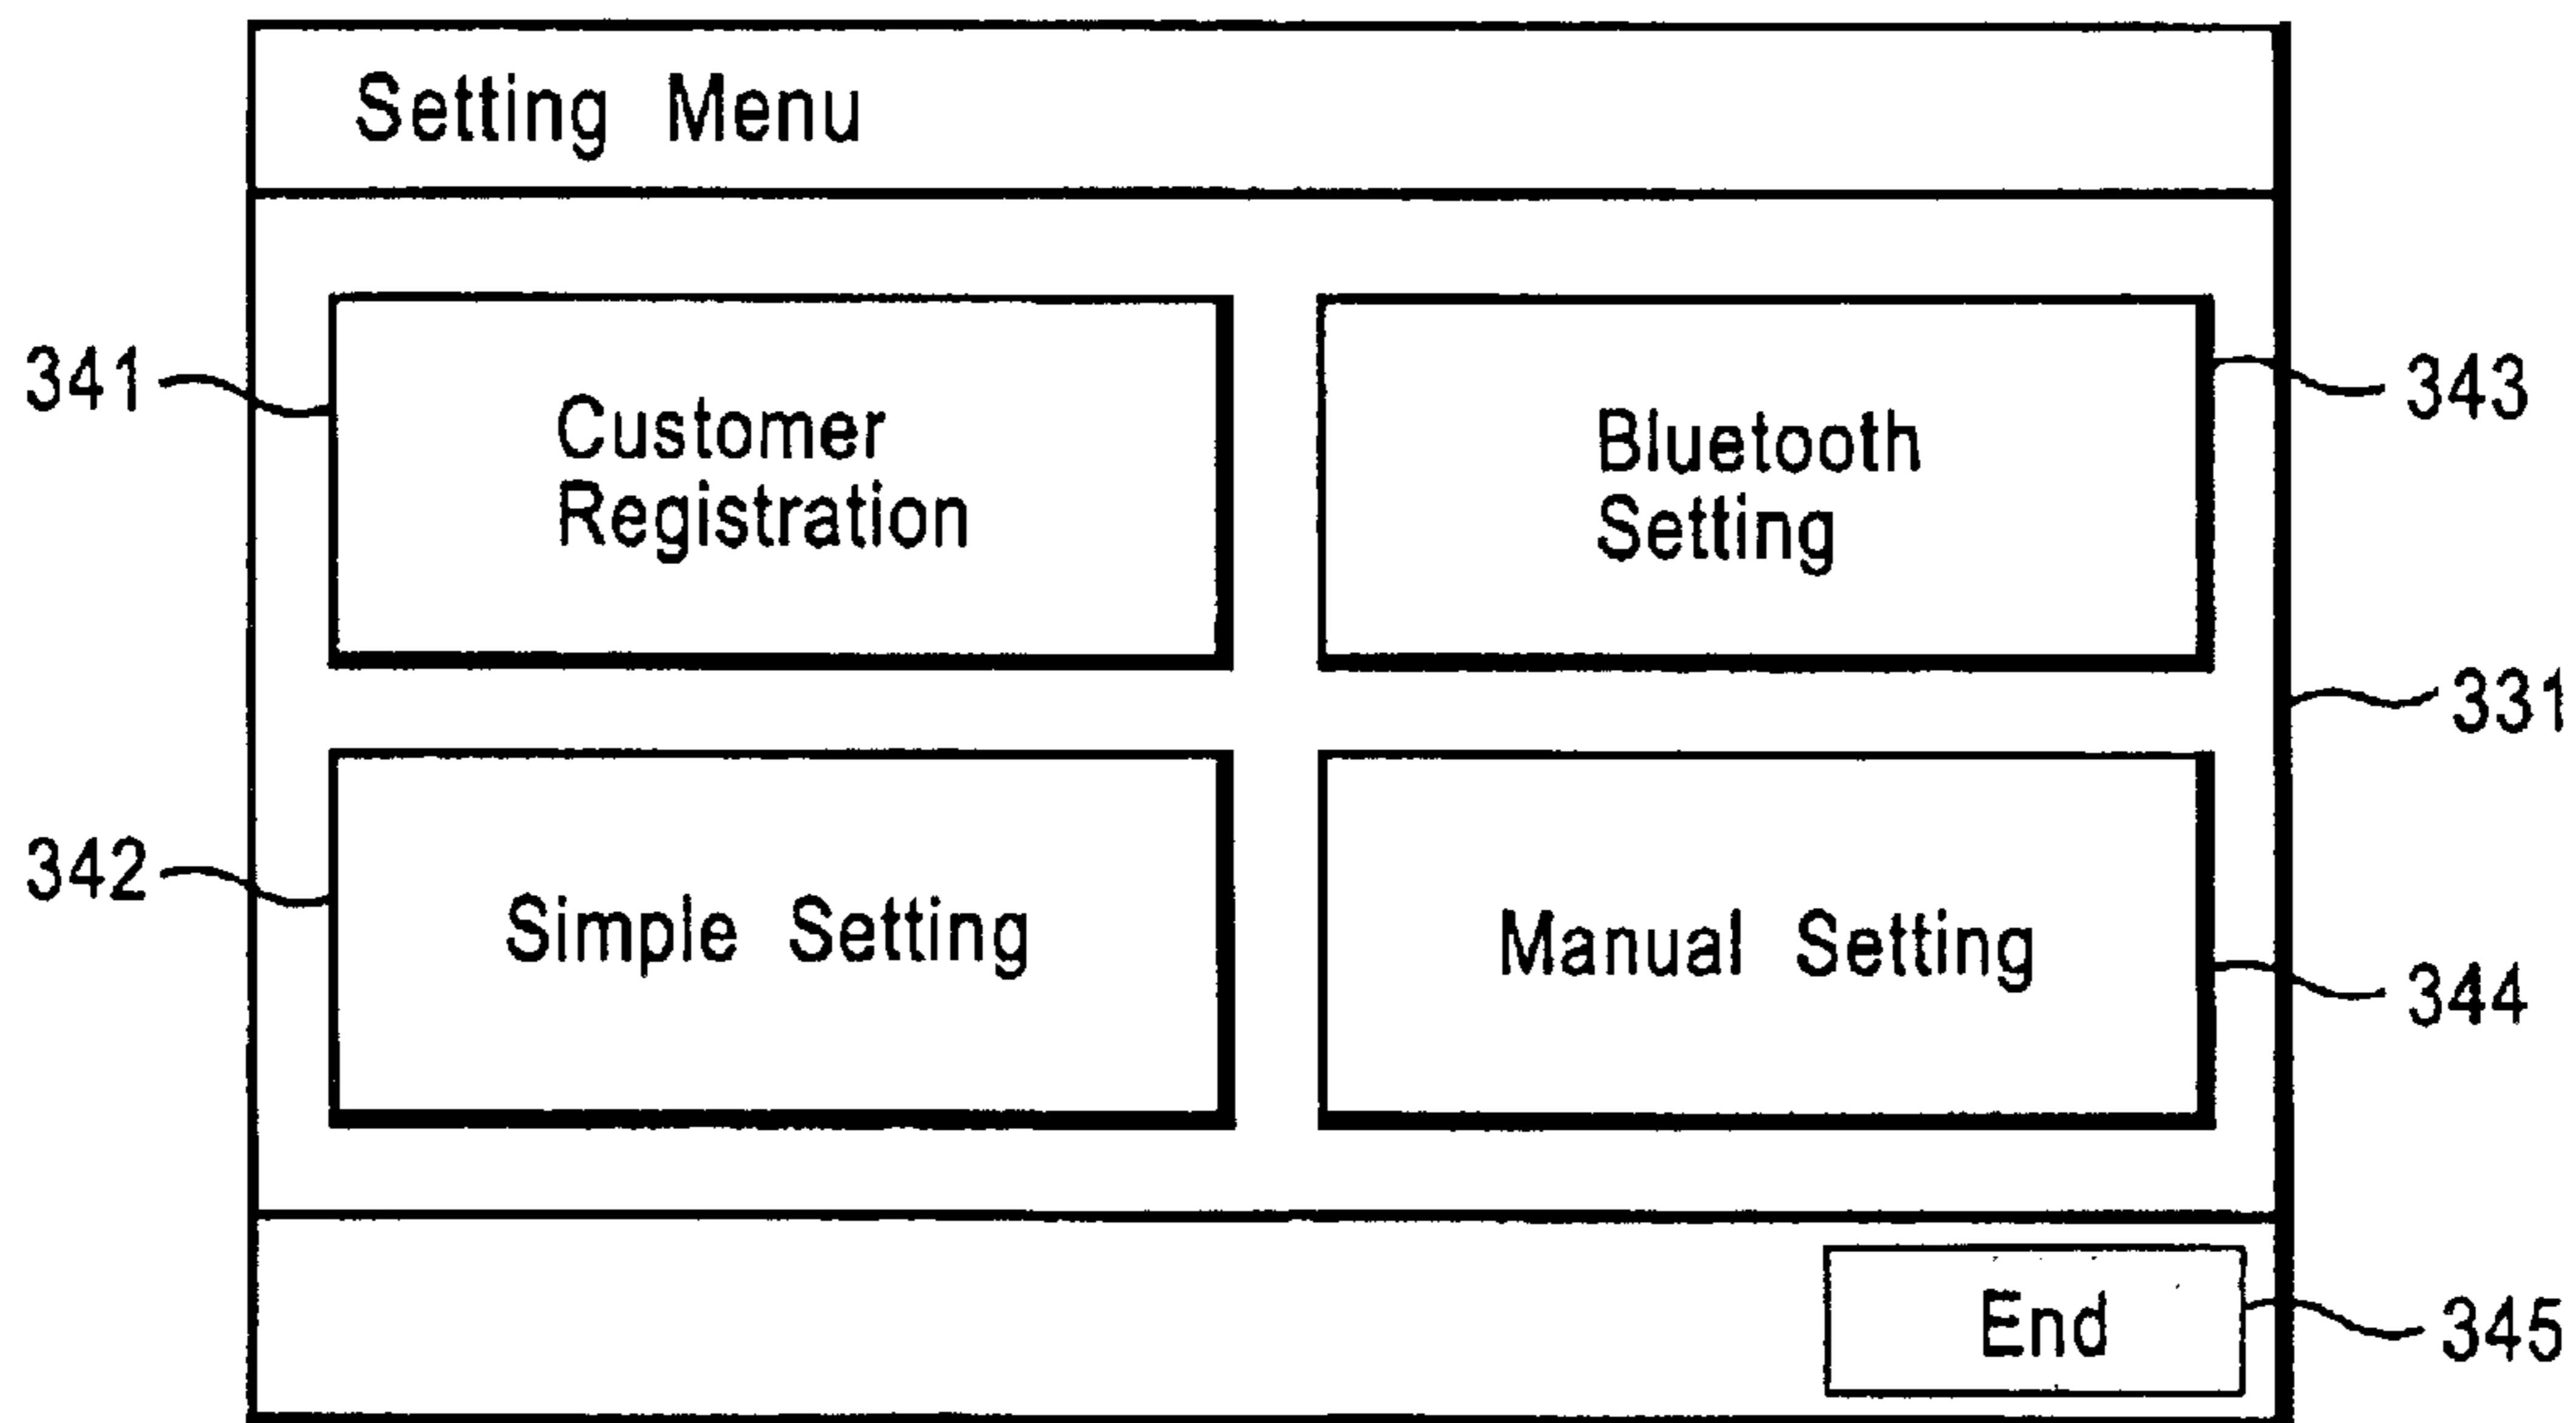 Setting Menu
341
Customer
Registration
Bluetooth
Setting
343
331
342
Simple Setting
Manual Setting
344
End
345